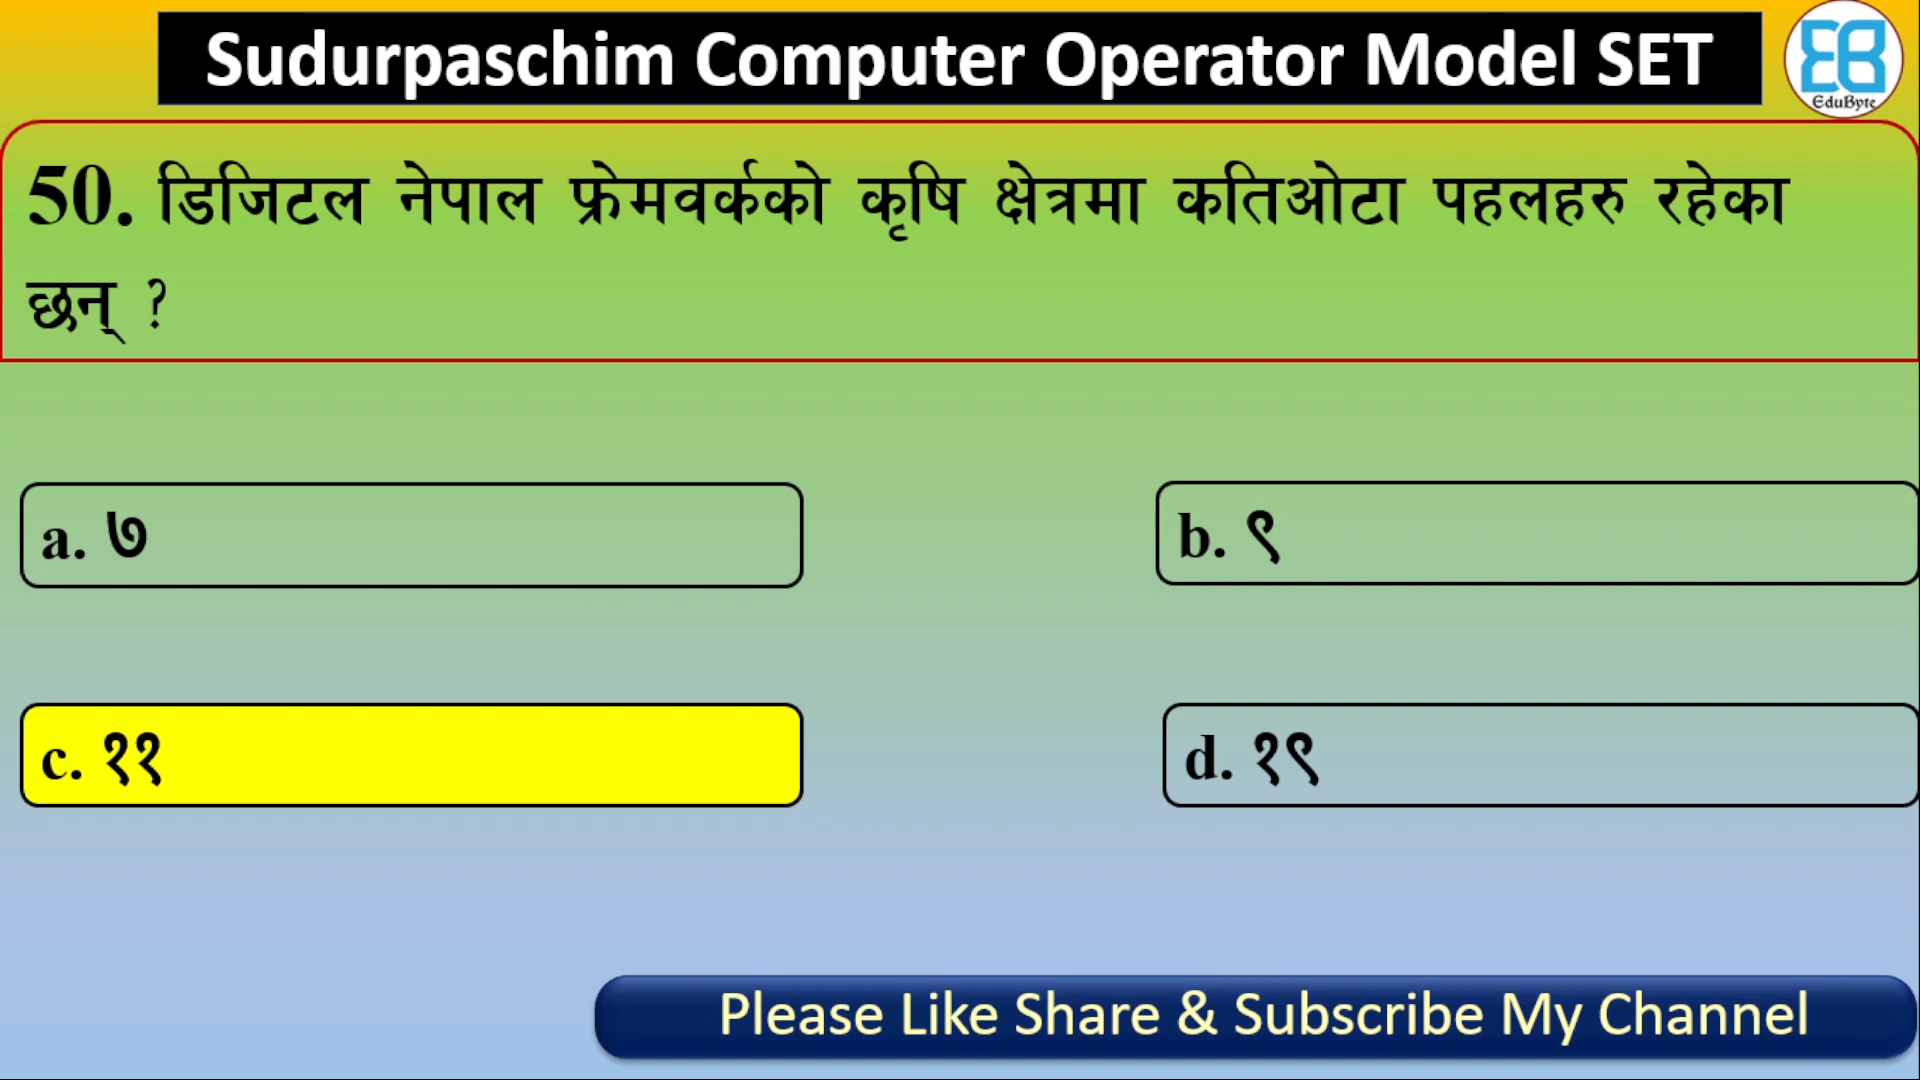 Sudurpaschim Computer Operator Model SET
EB
EduByte
50. डिजिटल नेपाल फ्रेमवर्कको कृषि क्षेत्रमा कतिओटा पहलहरु रहेका
छन् ?
a. ७
b. ९
c. ११
d. १९
Please Like Share & Subscribe My Channel